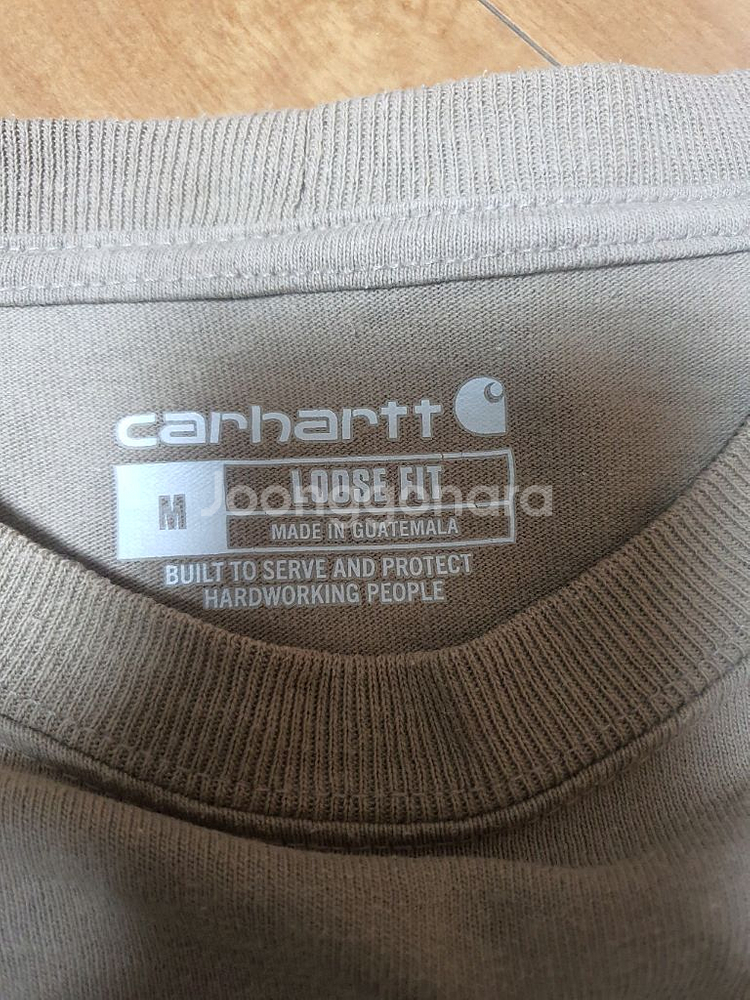 carhartt
M
LOOSE FIT
Joonggonara
MADE IN GUATEMALA
BUILT TO SERVE AND PROTECT
HARDWORKING PEOPLE